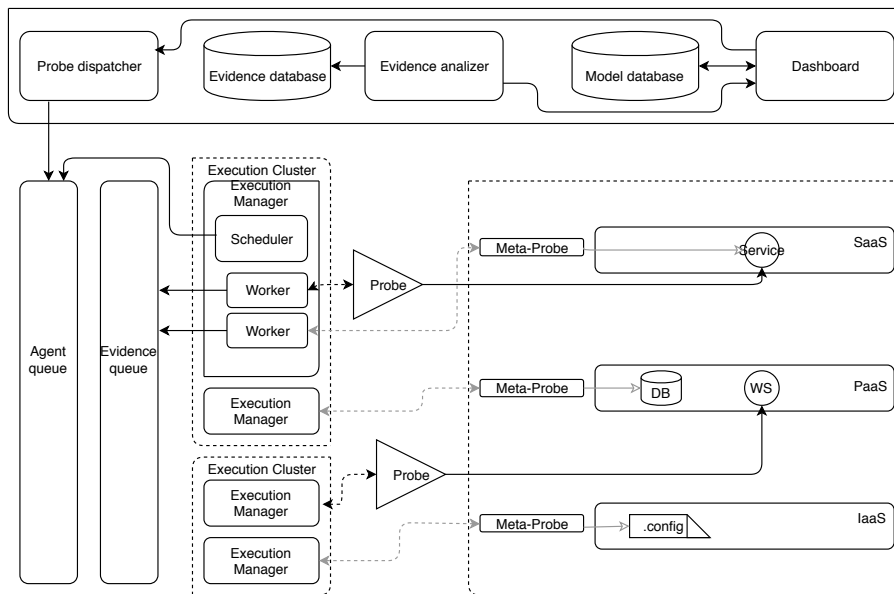 Probe dispatcher
Evidence database
Evidence analizer
Model database
Dashboard
Execution Cluster
Execution
Manager
Scheduler
Worker
Worker
Execution
Manager
Agent
queue
Evidence
queue
Probe
Meta-Probe
Service
SaaS
Meta-Probe
DB
WS
PaaS
Execution Cluster
Execution
Manager
Execution
Manager
Probe
Meta-Probe
.config
IaaS